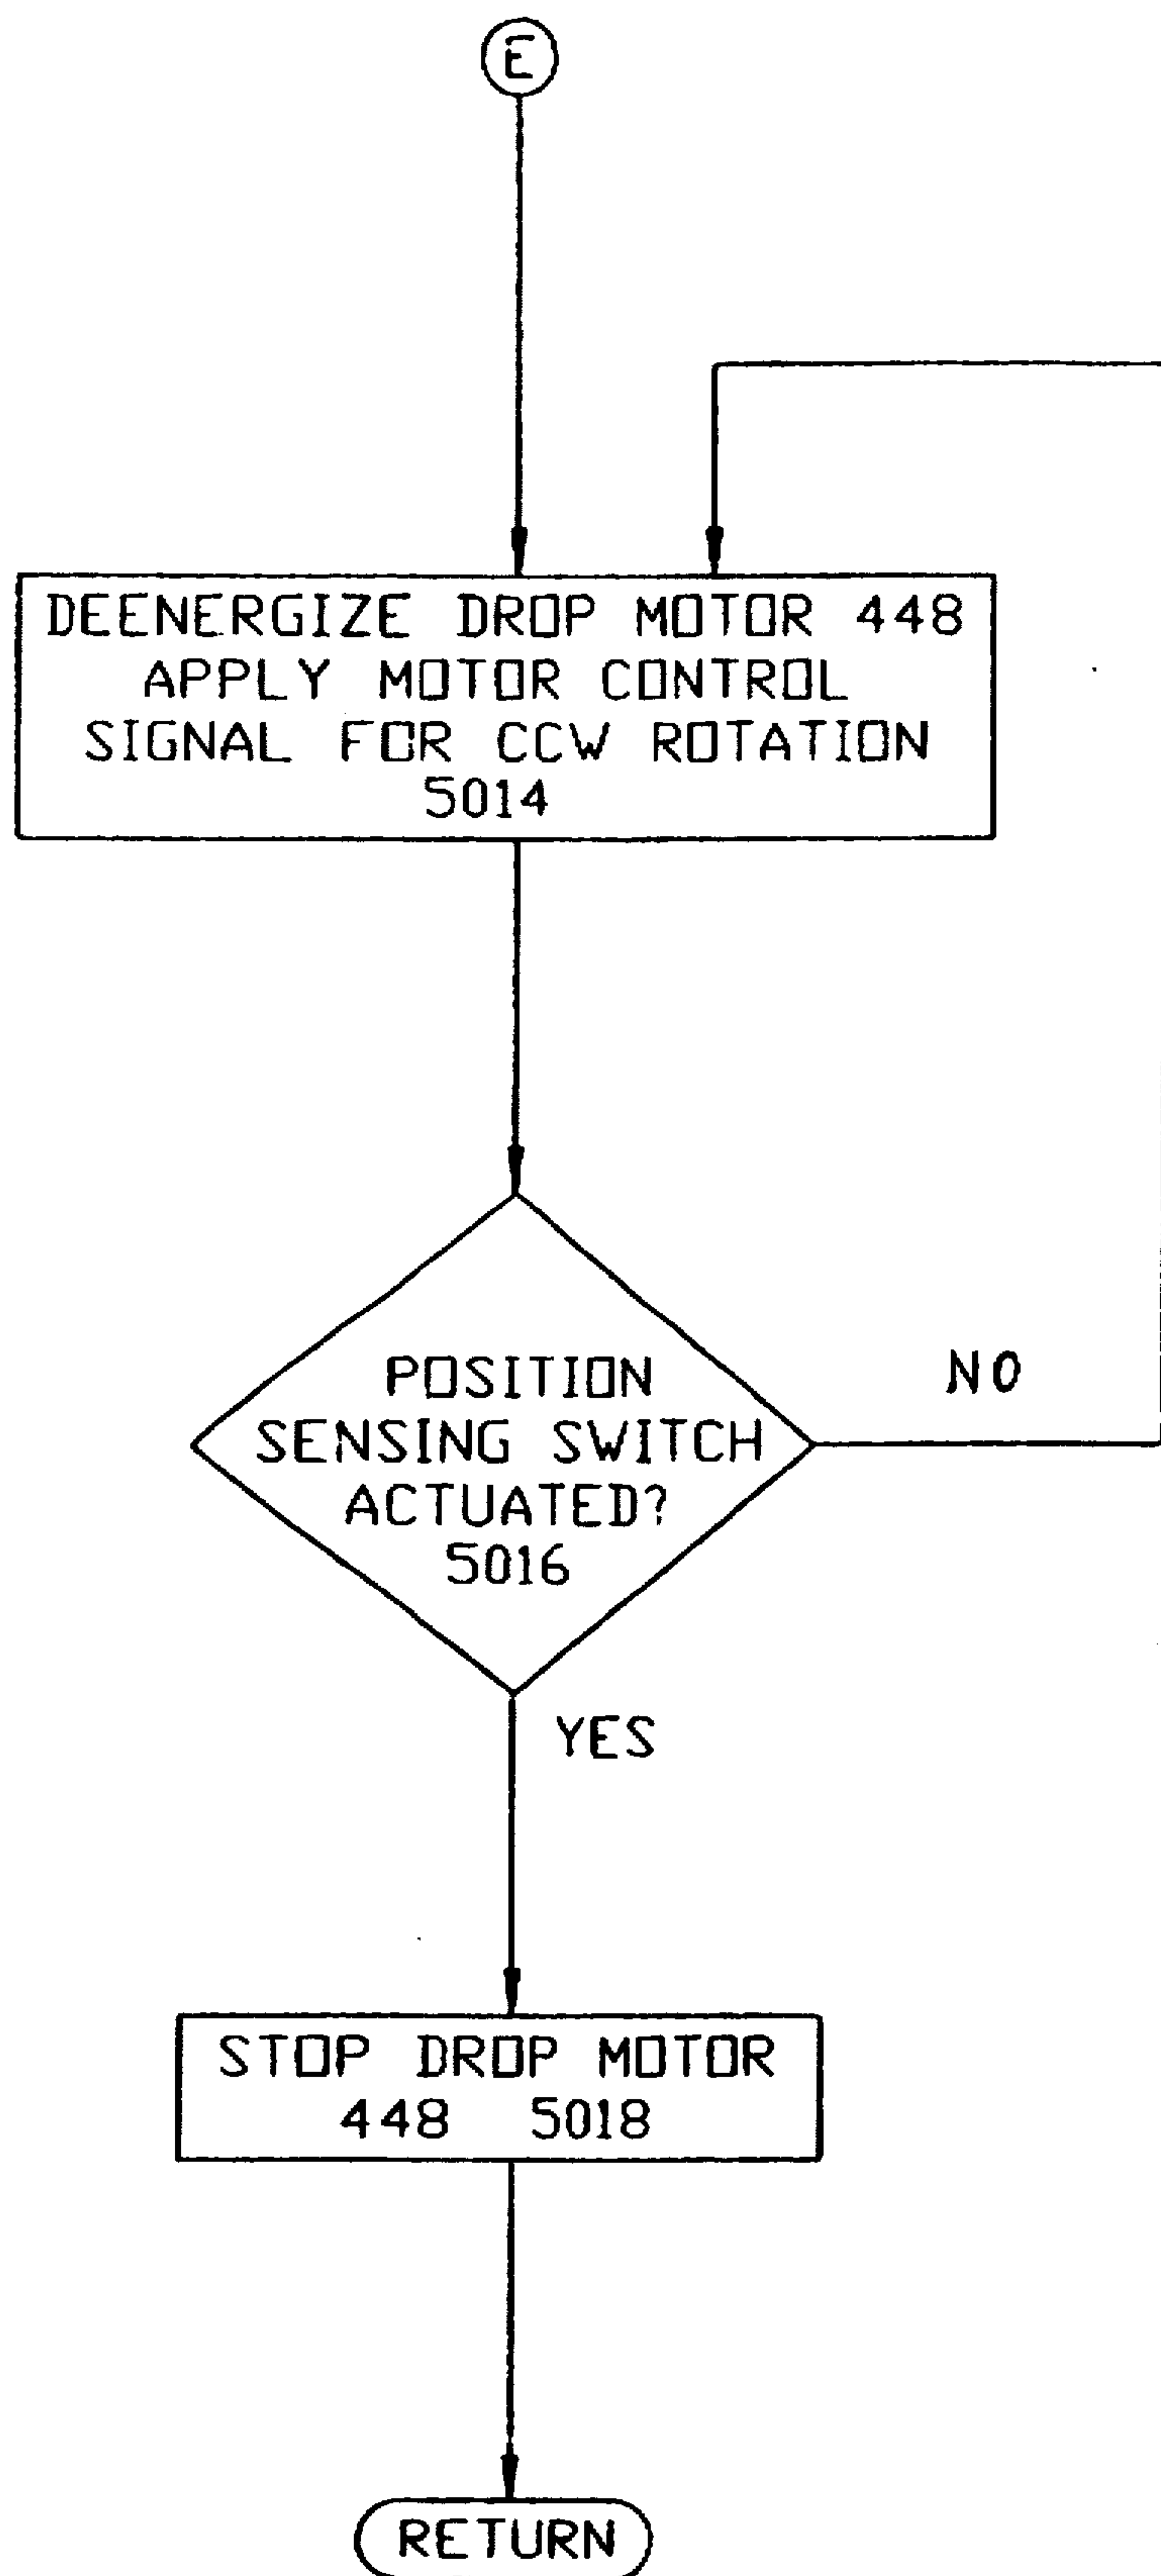 E
DEENERGIZE DROP MOTOR 448
APPLY MOTOR CONTROL
SIGNAL FOR CCW ROTATION
5014
POSITION
SENSING SWITCH
ACTUATED?
5016
NO
YES
STOP DROP MOTOR
448 5018
RETURN